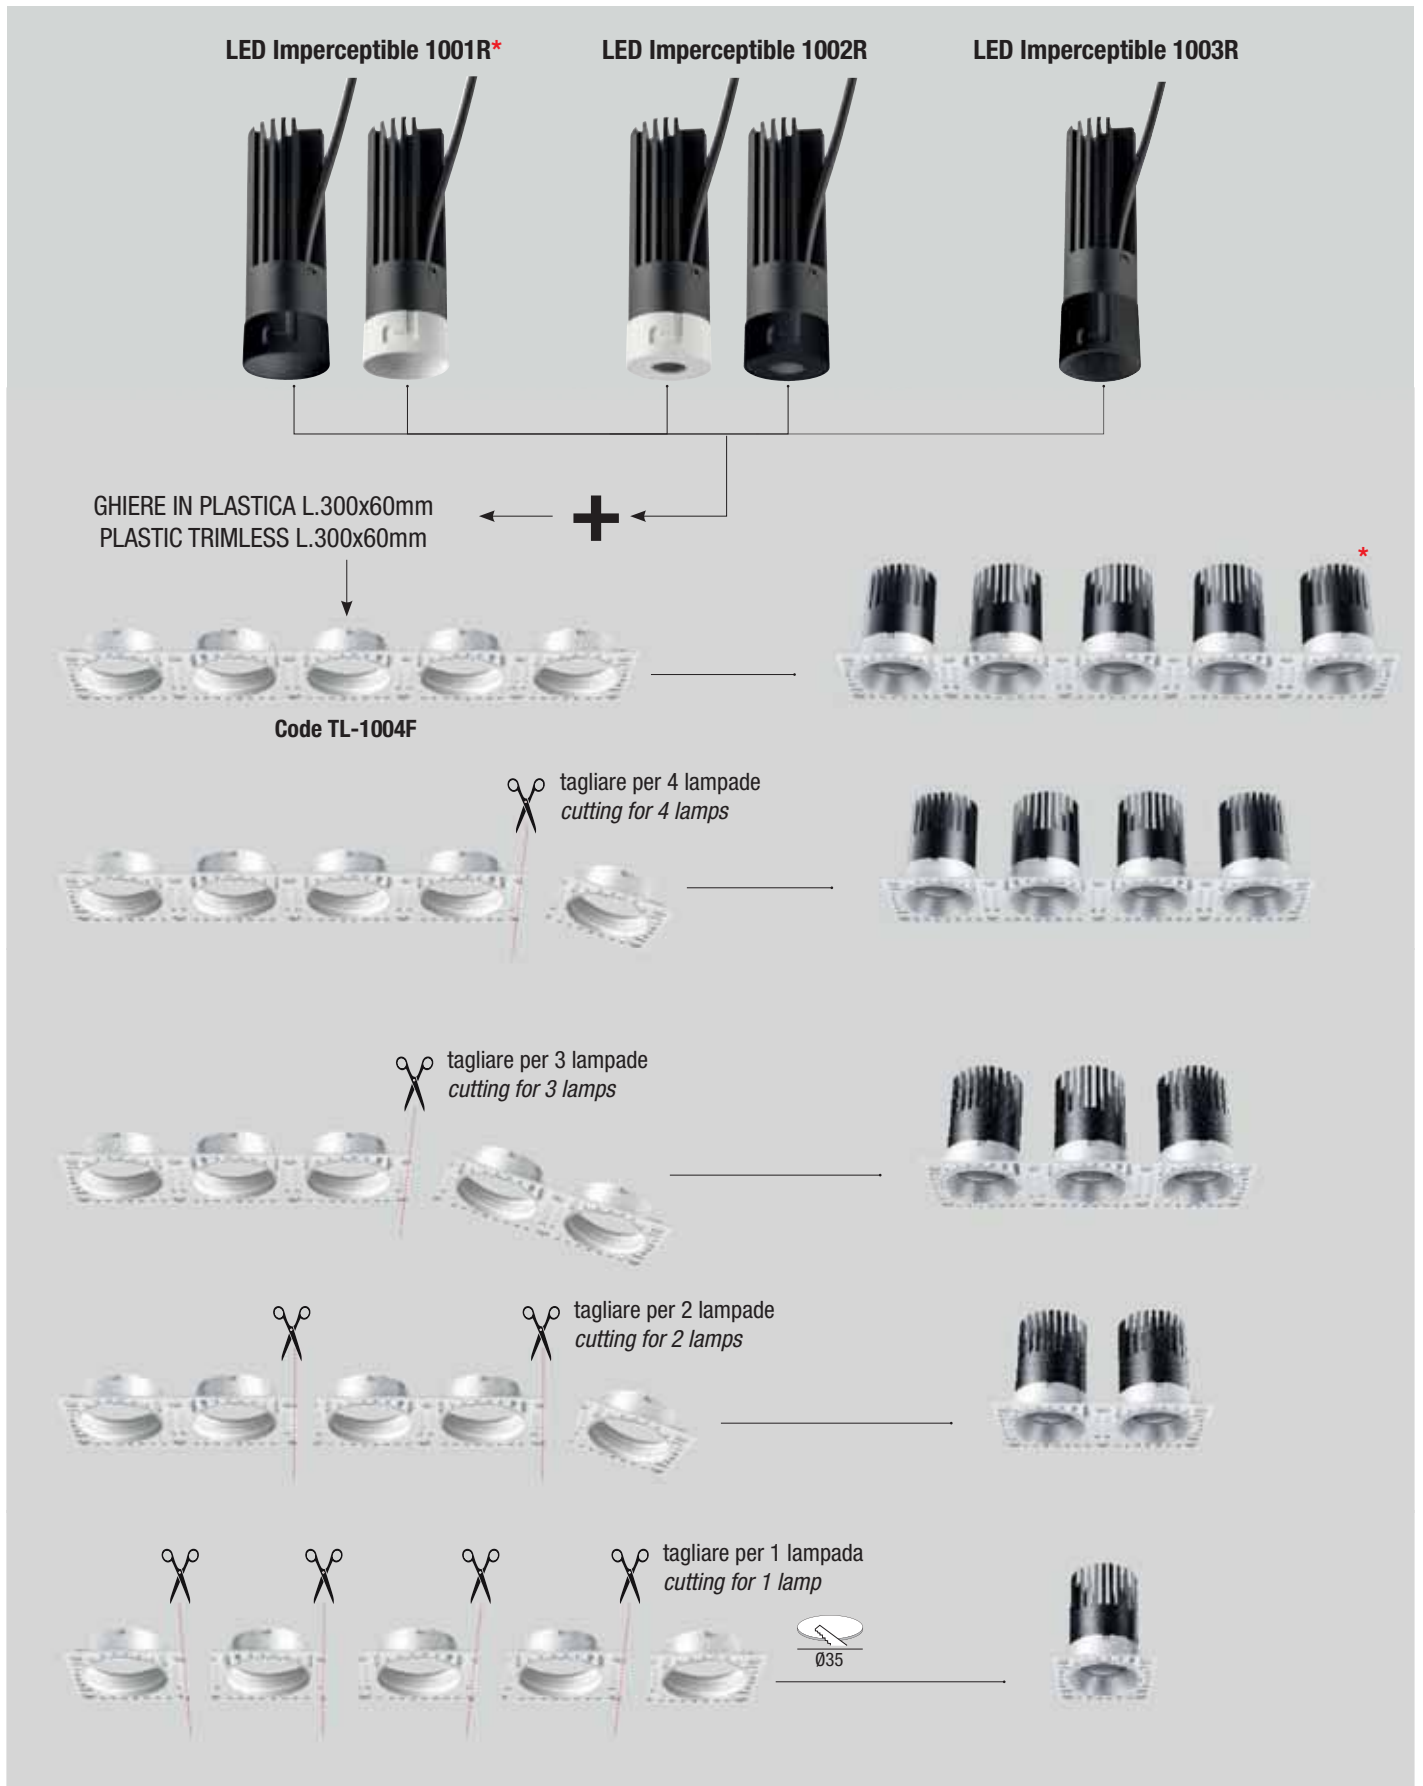 LED Imperceptible 1001R*
LED Imperceptible 1002R
LED Imperceptible 1003R
GHIERE IN PLASTICA L.300x60mm
PLASTIC TRIMLESS L.300x60mm
*
Code TL-1004F
tagliare per 4 lampade
cutting for 4 lamps
tagliare per 3 lampade
cutting for 3 lamps
tagliare per 2 lampade
cutting for 2 lamps
tagliare per 1 lampada
cutting for 1 lamp
Ø35